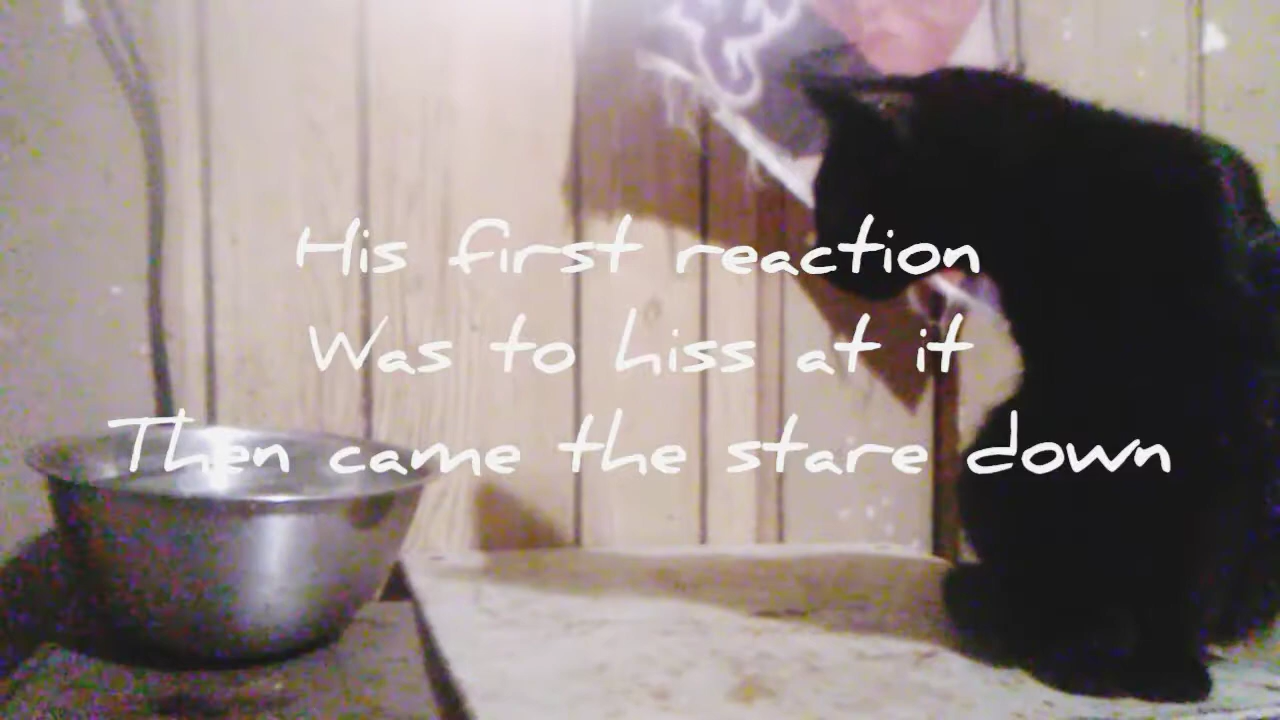 His first reaction
Was to hiss at it
Then came the stare down